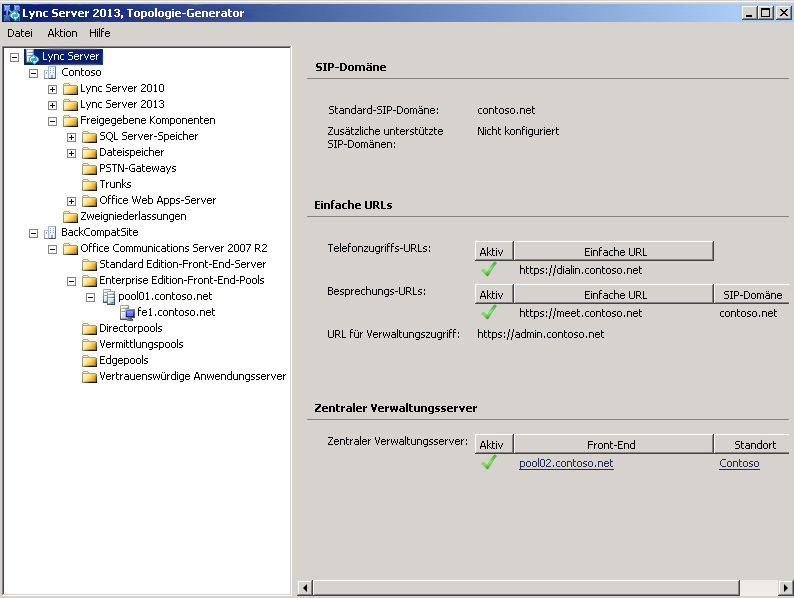 Lync Server 2013, Topologie-Generator
Datei Aktion Hilfe
Lync Server
Contoso
Lync Server 2010
Lync Server 2013
Freigegebene Komponenten
SQL Server-Speicher
Dateispeicher
PSTN-Gateways
Trunks
Office Web Apps-Server
Zweigniederlassungen
BackCompatSite
Office Communications Server 2007 R2
Standard Edition-Front-End-Server
Enterprise Edition-Front-End-Pools
pool01.contoso.net
fe1.contoso.net
Directorpools
Vermittlungspools
Edgepools
Vertrauenswürdige Anwendungsserver
SIP-Domäne
Standard-SIP-Domäne: contoso.net
Zusätzliche unterstützte Nicht konfiguriert
SIP-Domänen:
Einfache URLs
Telefonzugriffs-URLs: Aktiv Einfache URL
https://dialin.contoso.net
Besprechungs-URLs: Aktiv Einfache URL SIP-Domäne
https://meet.contoso.net contoso.net
URL für Verwaltungszugriff: https://admin.contoso.net
Zentraler Verwaltungsserver
Zentraler Verwaltungsserver: Aktiv Front-End Standort
pool02.contoso.net Contoso